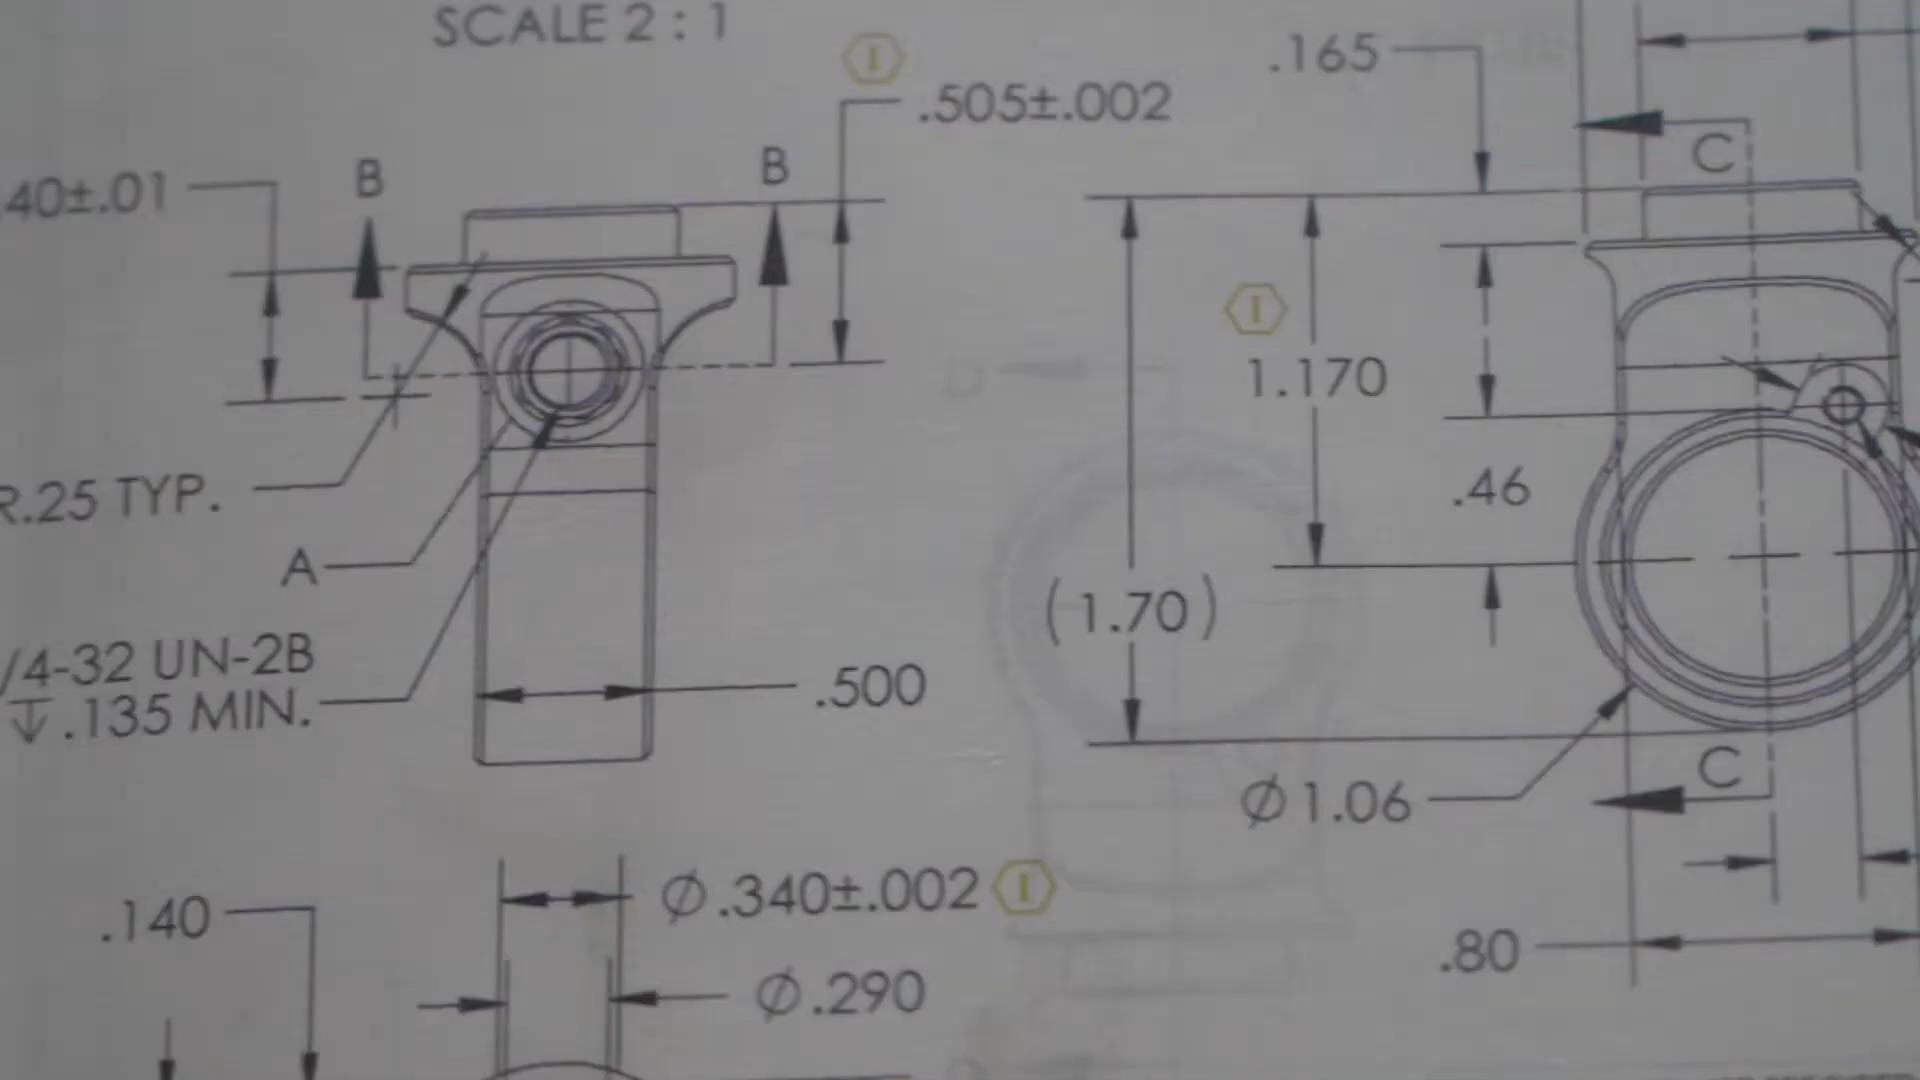 SCALE 2 : 1
I
.505±.002
.165
B
B
C
40±.01
I
1.170
R.25 TYP.
.46
A
(1.70)
/4-32 UN-2B
↧ .135 MIN.
.500
C
Ø1.06
Ø.340±.002 I
.140
.80
Ø.290